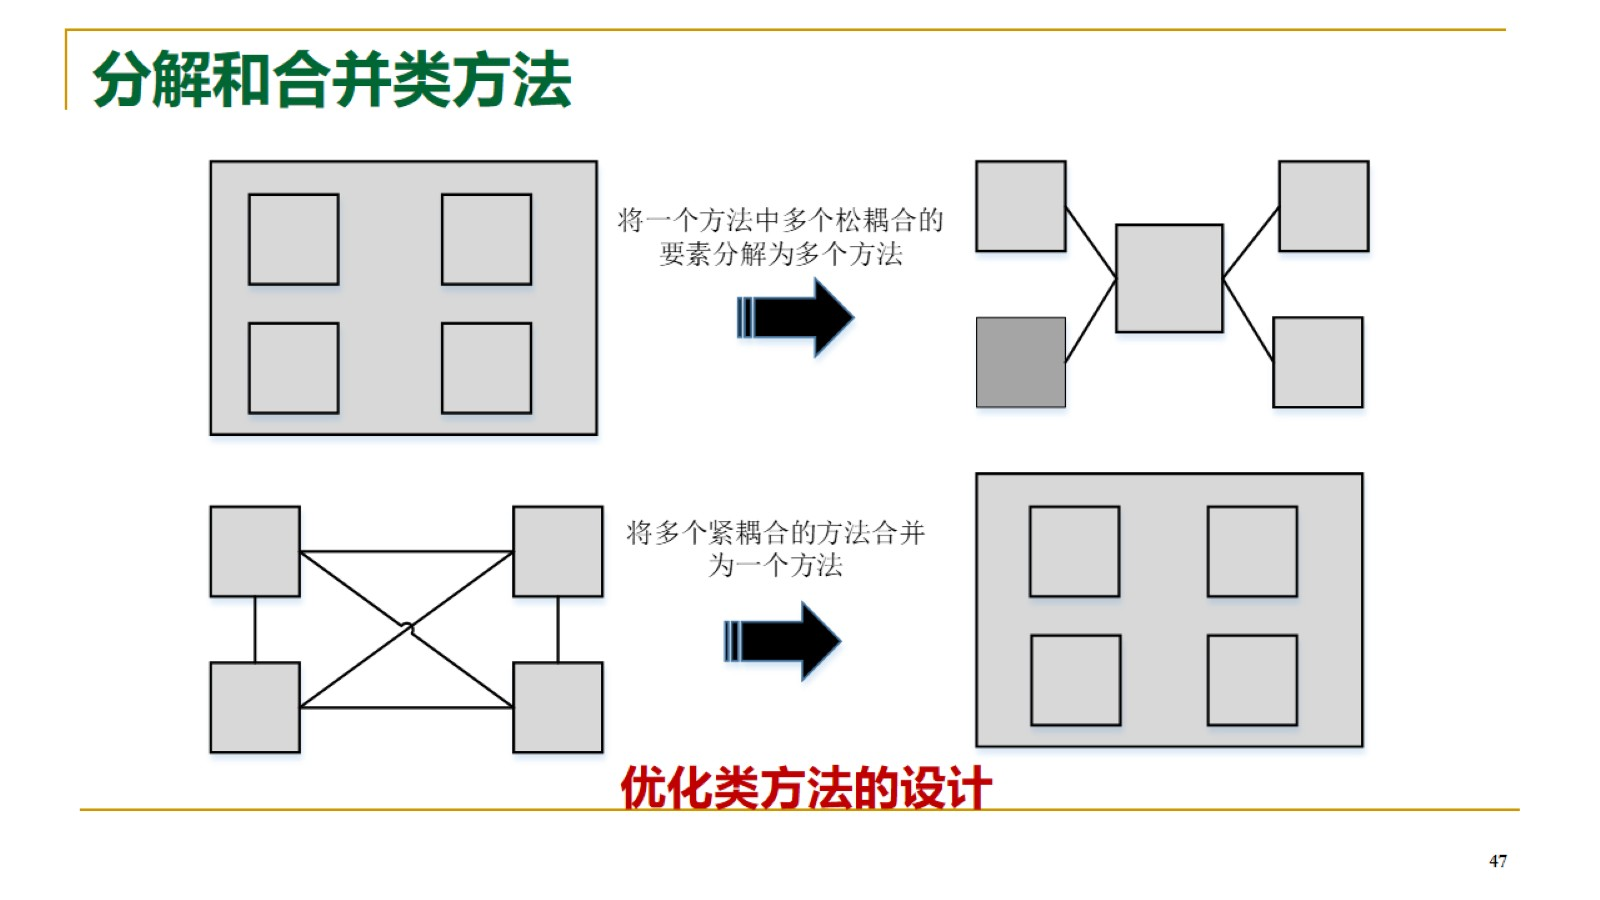 分解和合并类方法
将一个方法中多个松耦合的
要素分解为多个方法
将多个紧耦合的方法合并
为一个方法
优化类方法的设计
47